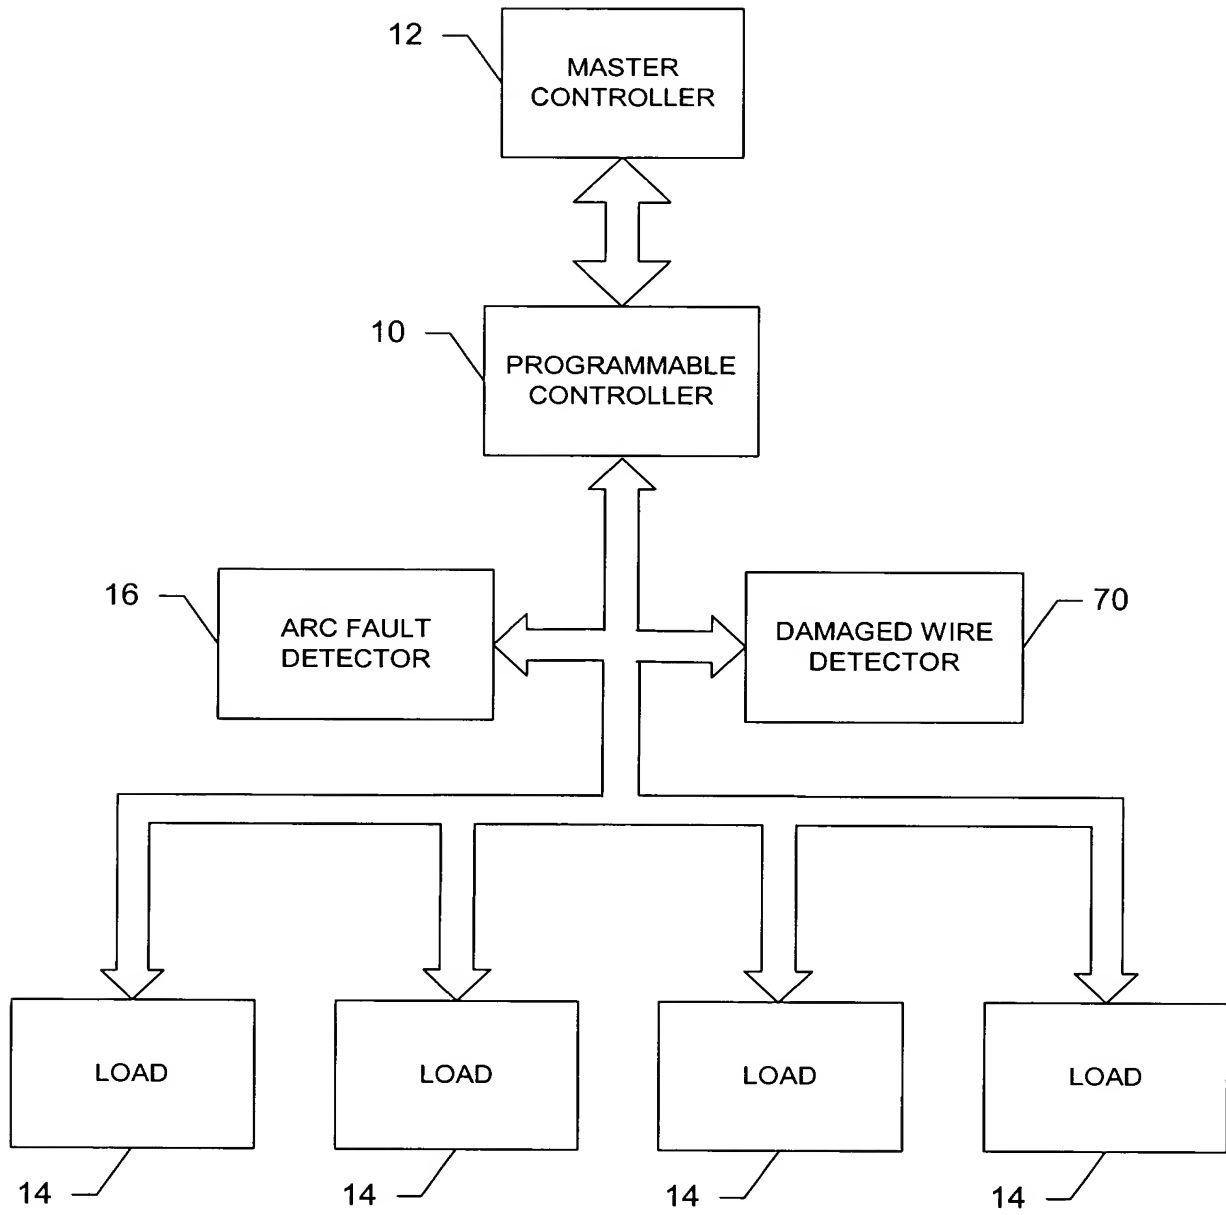 12
MASTER
CONTROLLER
10
PROGRAMMABLE
CONTROLLER
16
ARC FAULT
DETECTOR
DAMAGED WIRE
DETECTOR
70
LOAD
LOAD
LOAD
LOAD
14
14
14
14